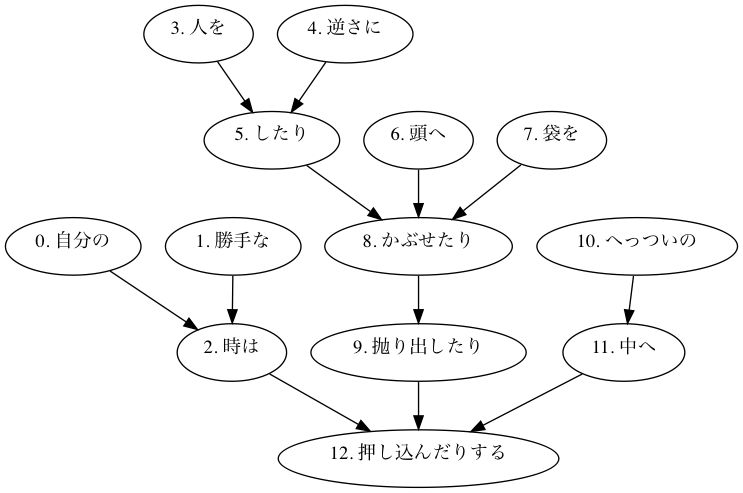 3. 人を
4. 逆さに
5. したり
6. 頭へ
7. 袋を
0. 自分の
1. 勝手な
8. かぶせたり
10. へっついの
2. 時は
9. 抛り出したり
11. 中へ
12. 押し込んだりする